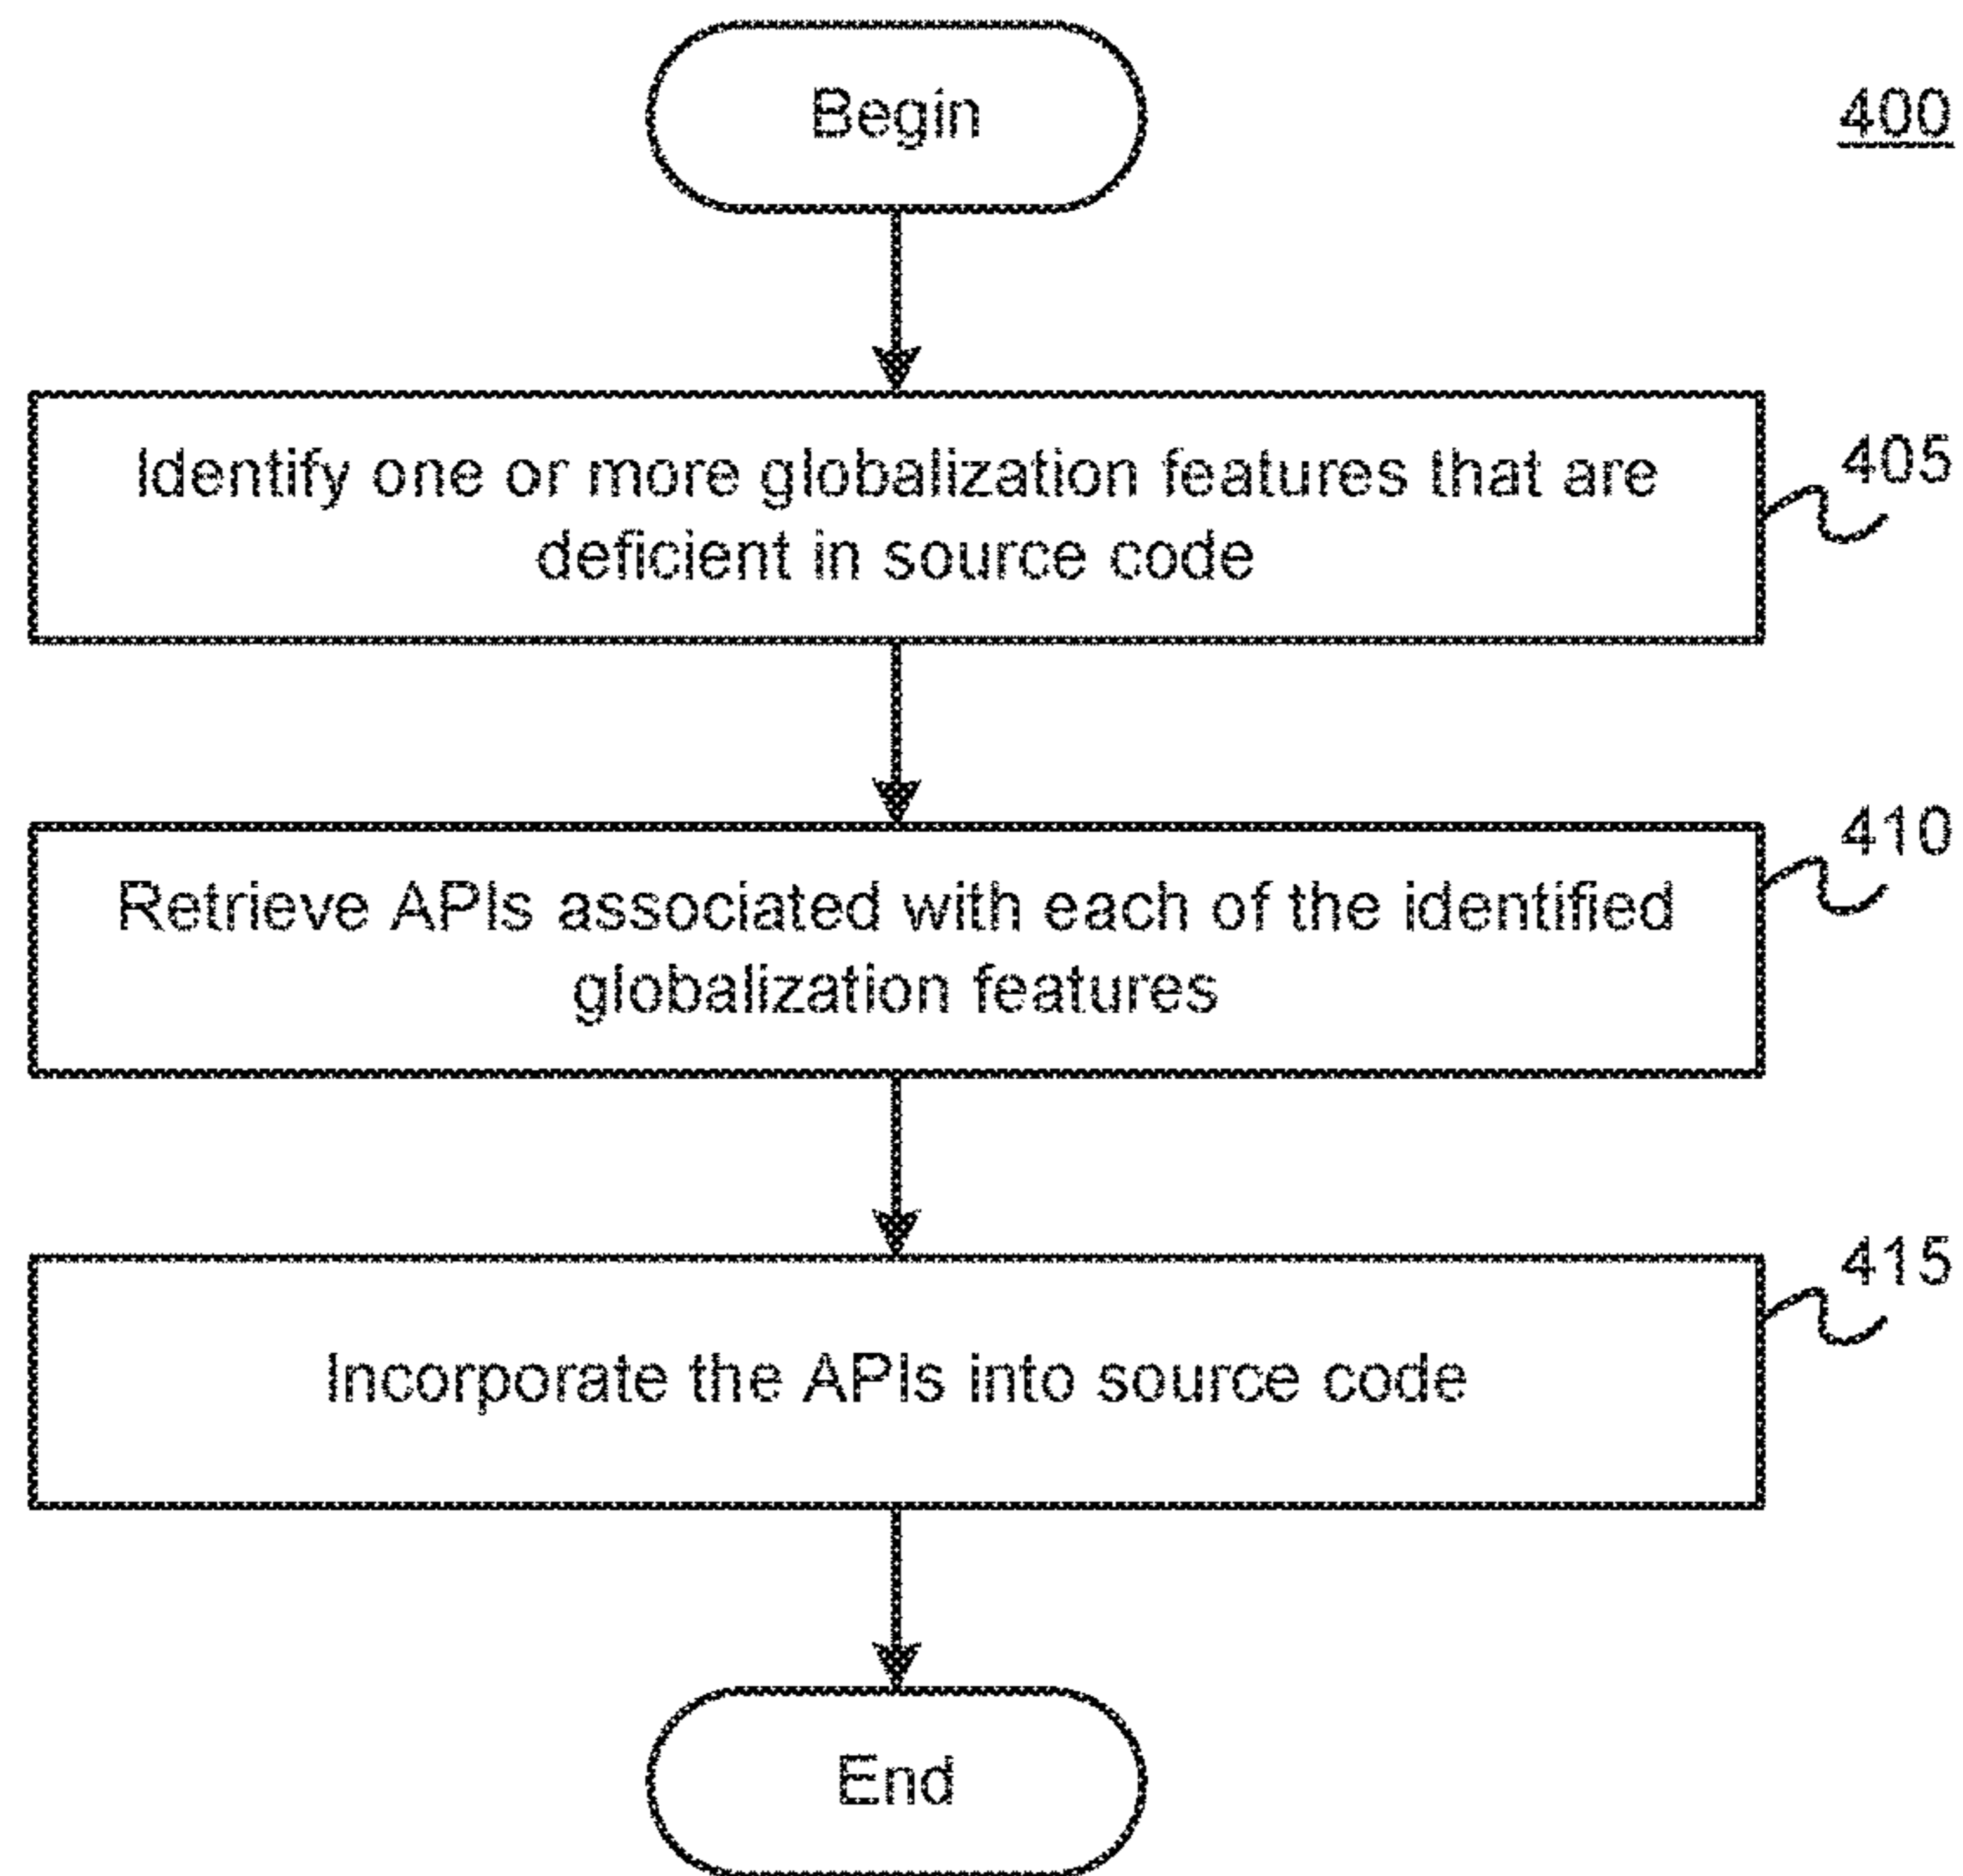 Begin
400
Identify one or more globalization features that are
deficient in source code
405
Retrieve APIs associated with each of the identified
globalization features
410
Incorporate the APIs into source code
415
End